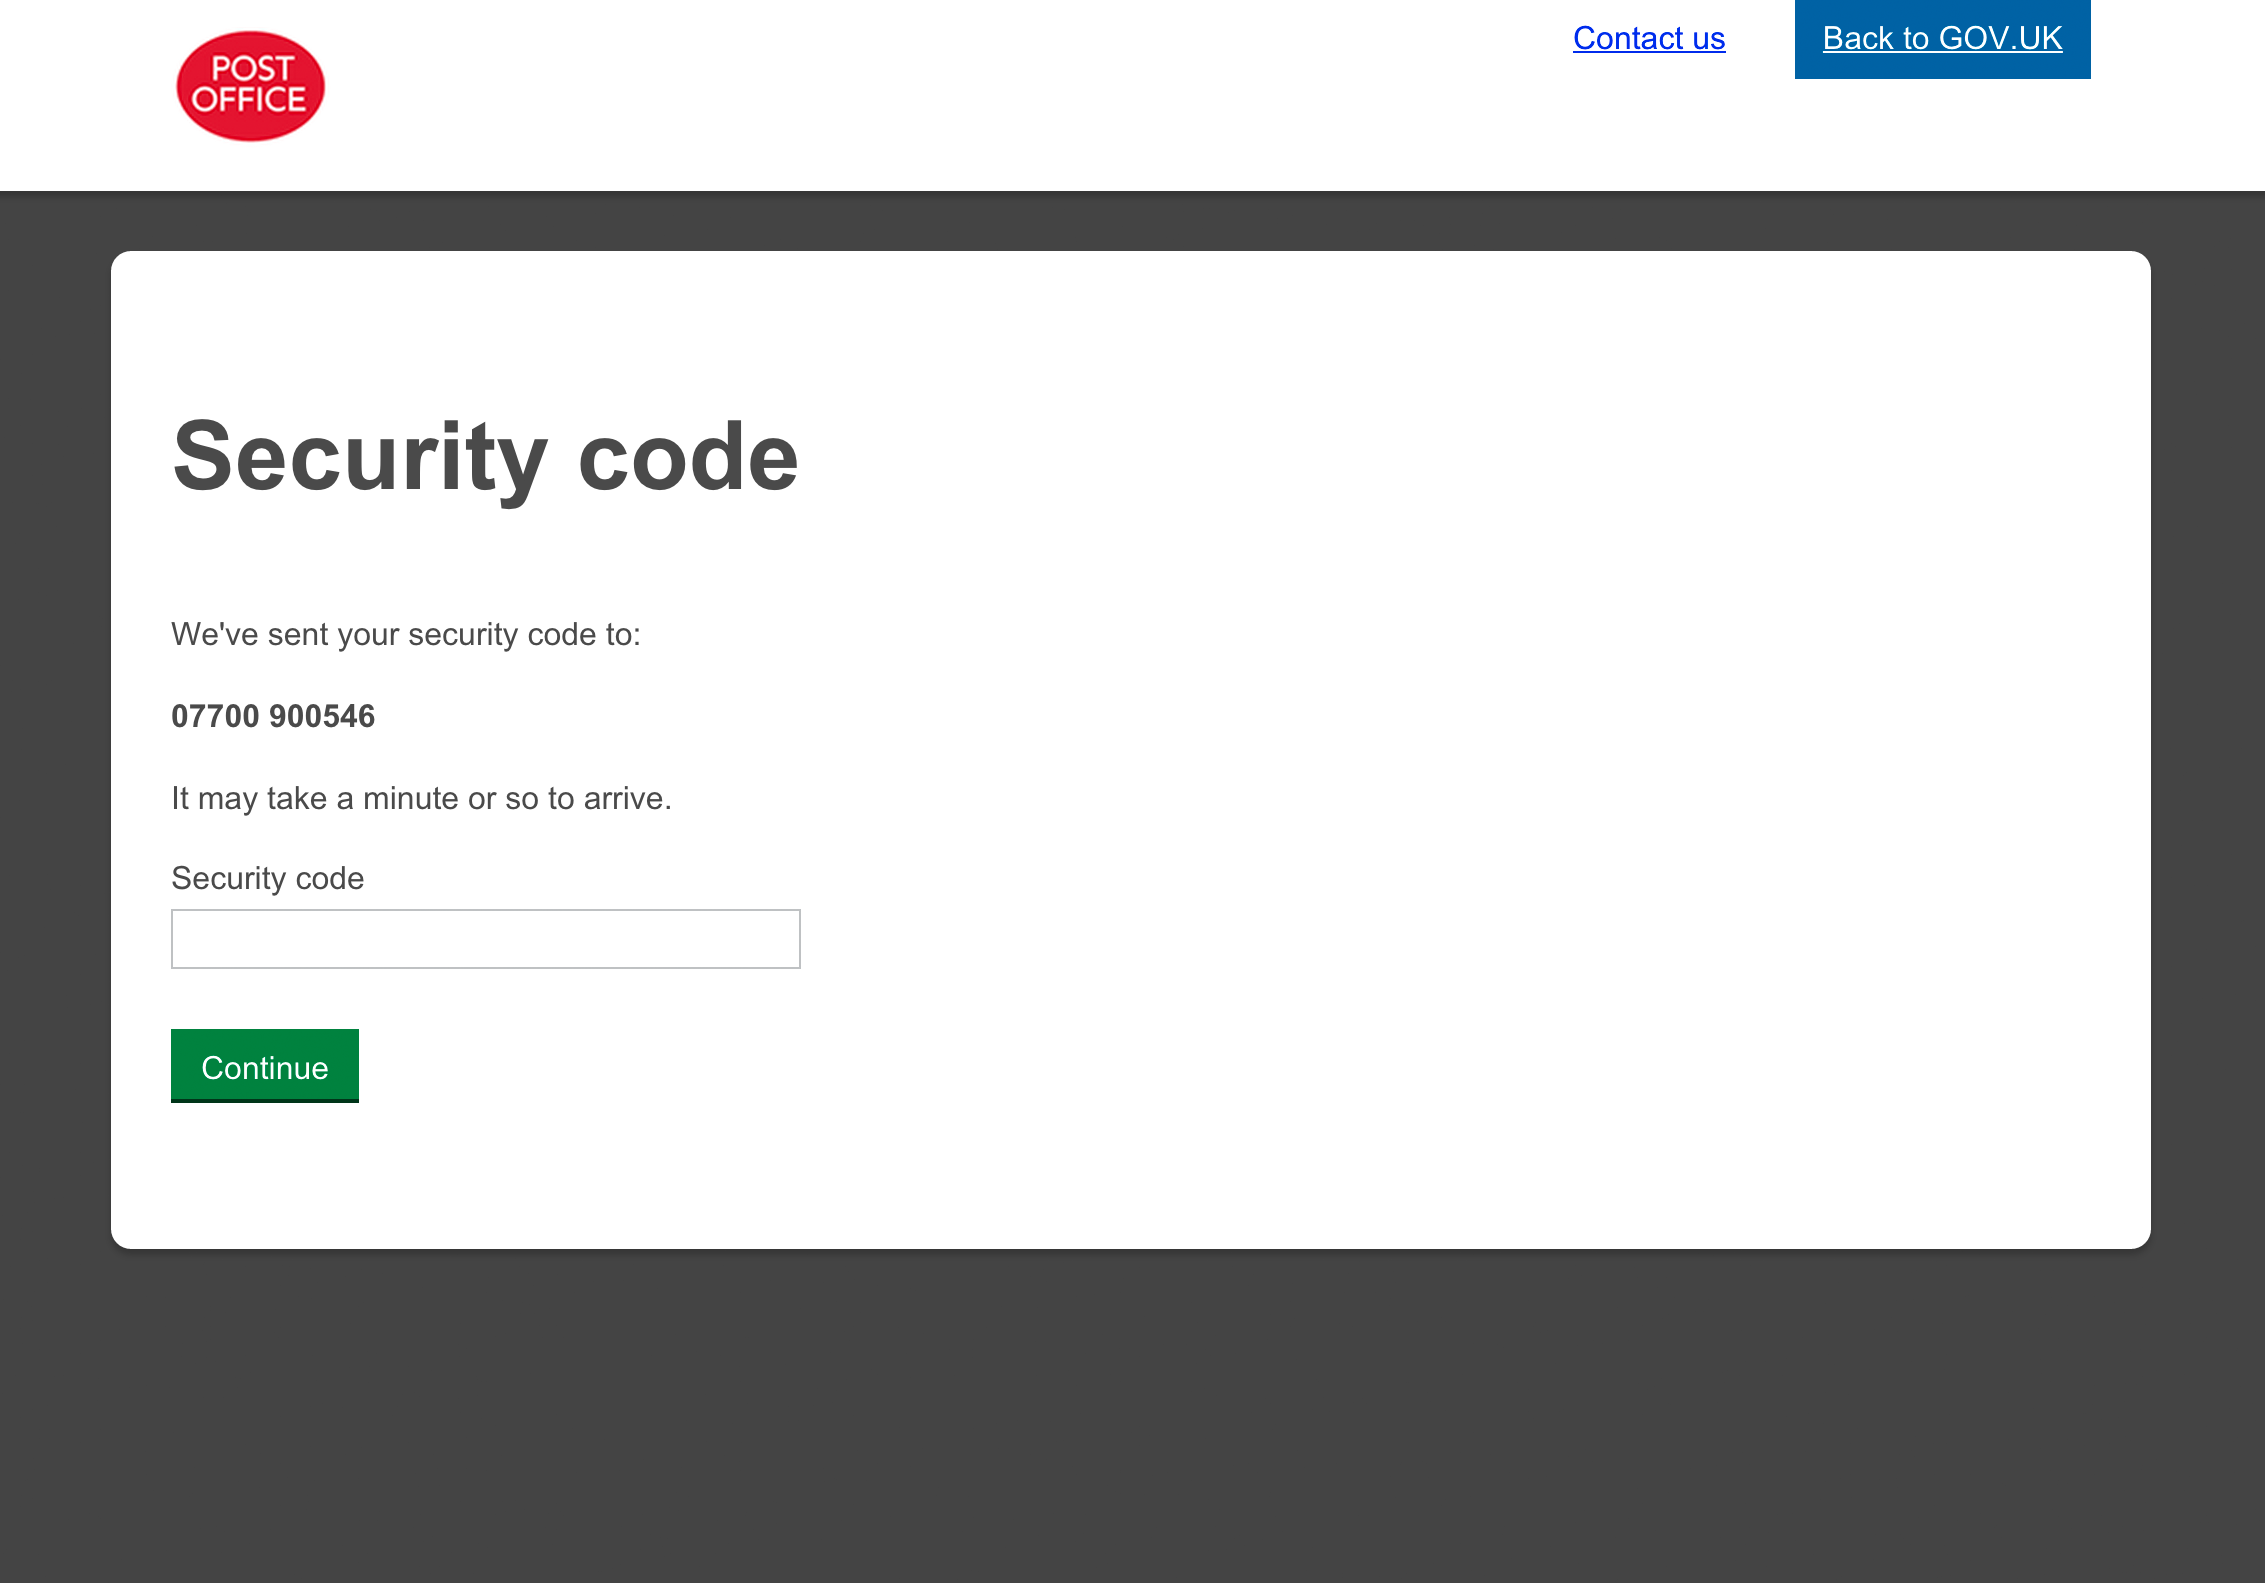 POST
OFFICE
Contact us
Back to GOV.UK
Security code
We've sent your security code to:
07700 900546
It may take a minute or so to arrive.
Security code
Continue